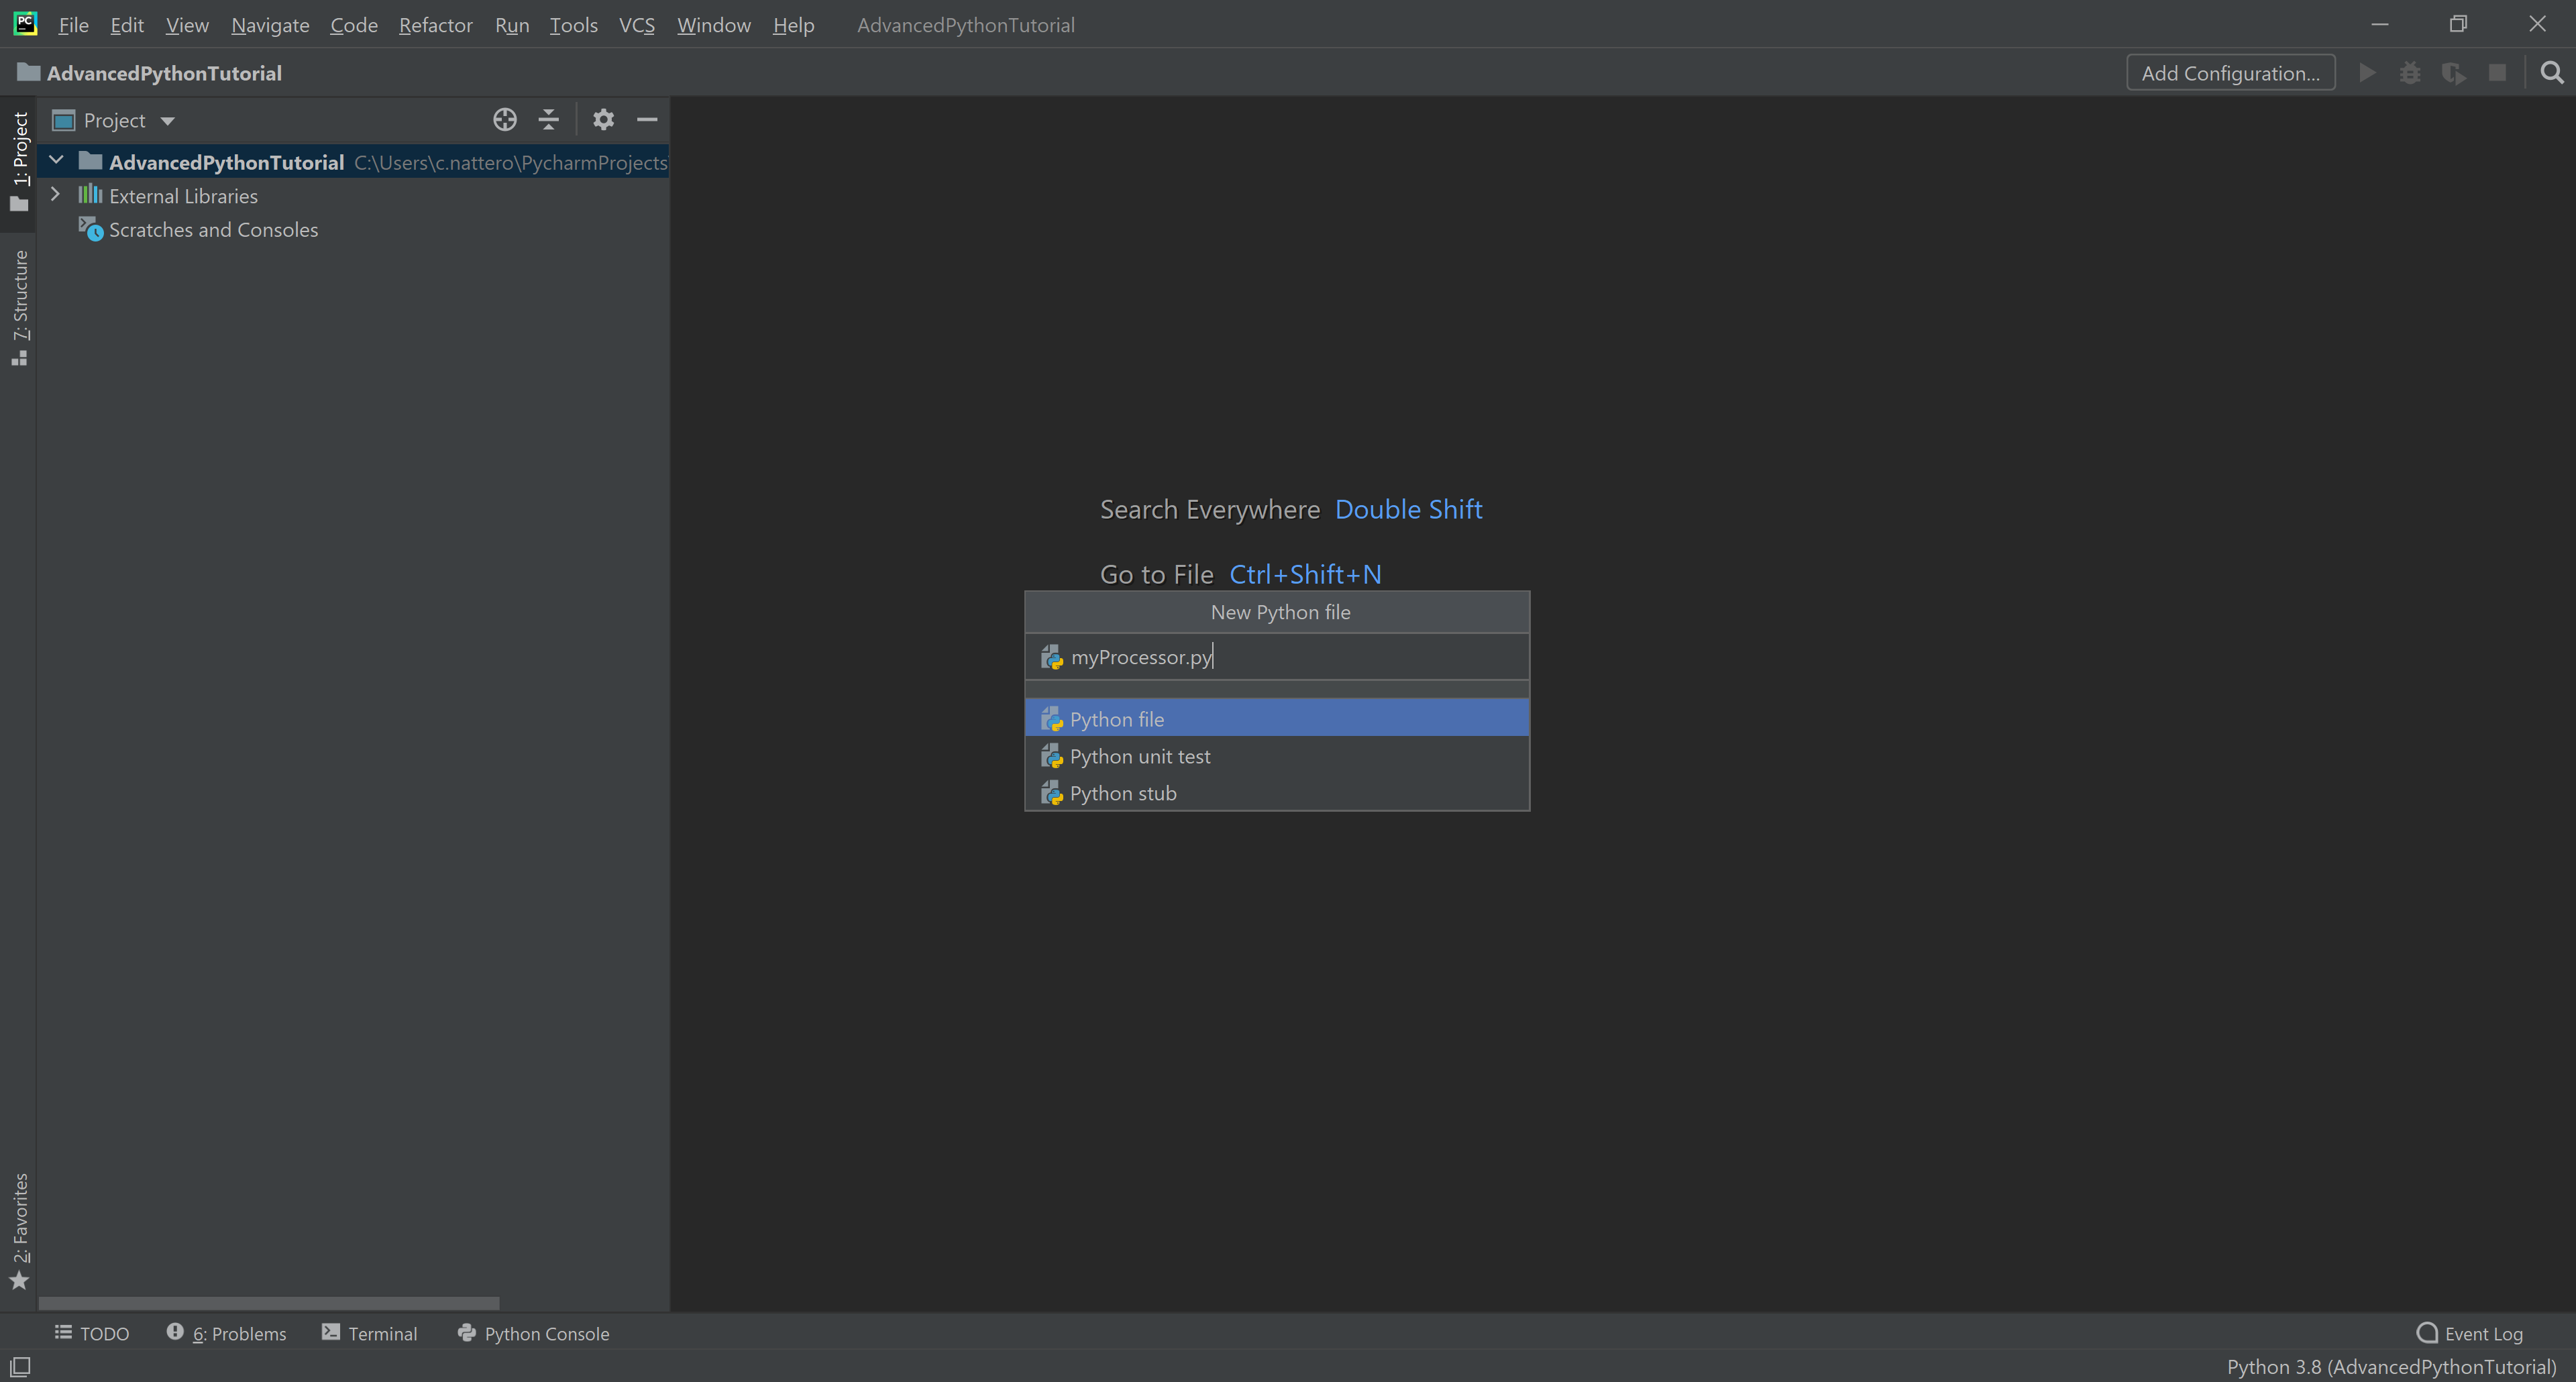 PC File Edit View Navigate Code Refactor Run Tools VCS Window Help AdvancedPythonTutorial
AdvancedPythonTutorial Add Configuration...
1: Project
Project
AdvancedPythonTutorial C:\Users\c.nattero\PycharmProjects
External Libraries
Scratches and Consoles
7: Structure
Search Everywhere Double Shift
Go to File Ctrl+Shift+N
New Python file
myProcessor.py
Python file
Python unit test
Python stub
2: Favorites
TODO 6: Problems Terminal Python Console Event Log
Python 3.8 (AdvancedPythonTutorial)